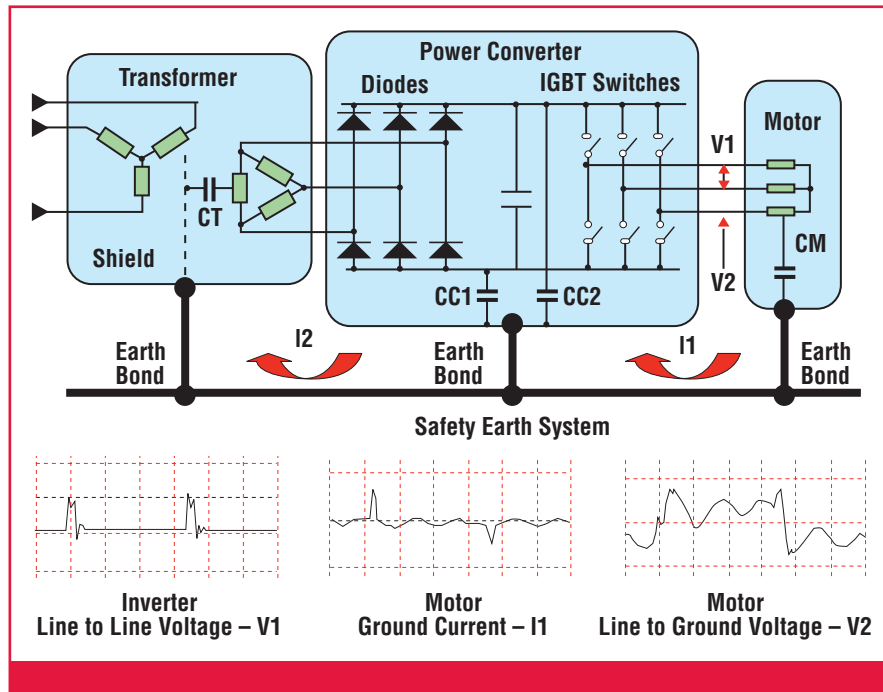 Power Converter
Transformer
Diodes
IGBT Switches
Motor
V1
CT
CM
Shield
V2
CC1
CC2
I2
I1
Earth
Bond
Earth
Bond
Earth
Bond
Safety Earth System
Inverter
Line to Line Voltage – V1
Motor
Ground Current – I1
Motor
Line to Ground Voltage – V2